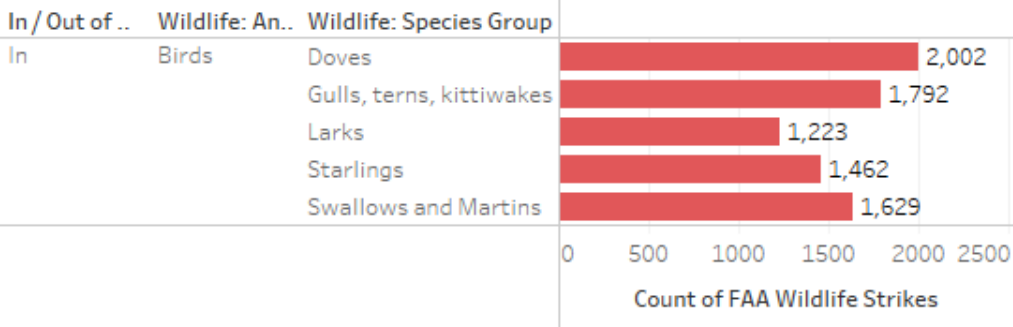 In / Out of .. Wildlife: An.. Wildlife: Species Group
In Birds Doves 2,002
Gulls, terns, kittiwakes 1,792
Larks 1,223
Starlings 1,462
Swallows and Martins 1,629
0 500 1000 1500 2000 2500
Count of FAA Wildlife Strikes